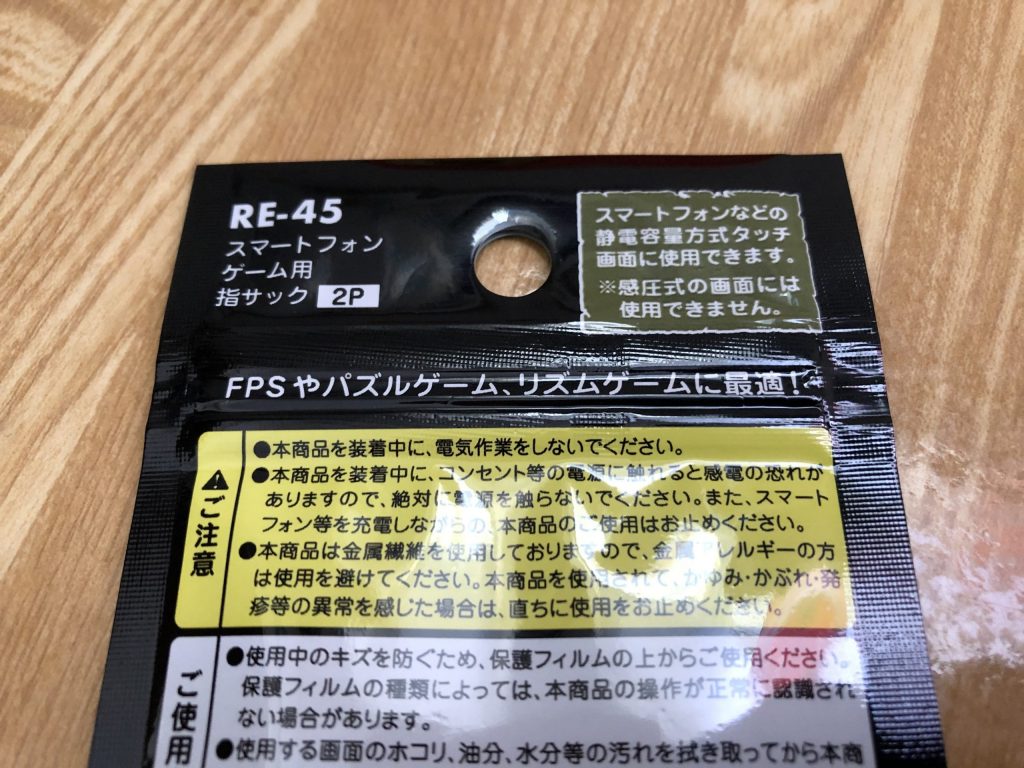 RE-45
スマートフォン
ゲーム用
指サック 2P
スマートフォンなどの
静電容量方式タッチ
画面に使用できます。
※感圧式の画面には
使用できません。
FPSやパズルゲーム、リズムゲームに最適!
ご注意
●本商品を装着中に、電気作業をしないでください。
●本商品を装着中に、コンセント等の電源に触れると感電の恐れが
ありますので、絶対に電源を触らないでください。また、スマート
フォン等を充電しながらの、本商品のご使用はお止めください。
●本商品は金属繊維を使用しておりますので、金属アレルギーの方
は使用を避けてください。本商品を使用されて、かゆみ・かぶれ・発
疹等の異常を感じた場合は、直ちに使用をお止めください。
ご使用
●使用中のキズを防ぐため、保護フィルムの上からご使用ください。
保護フィルムの種類によっては、本商品の操作が正常に認識され
ない場合があります。
●使用する画面のホコリ、油分、水分等の汚れを拭き取ってから本商